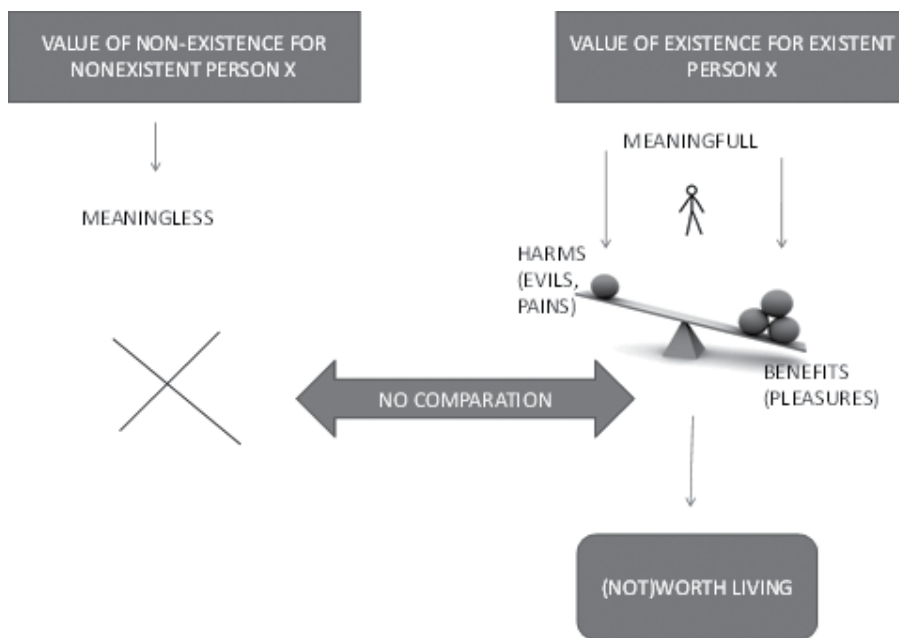 VALUE OF NON-EXISTENCE FOR
NONEXISTENT PERSON X
VALUE OF EXISTENCE FOR EXISTENT
PERSON X
MEANINGLESS
MEANINGFULL
HARMS
(EVILS,
PAINS)
BENEFITS
(PLEASURES)
NO COMPARATION
(NOT)WORTH LIVING